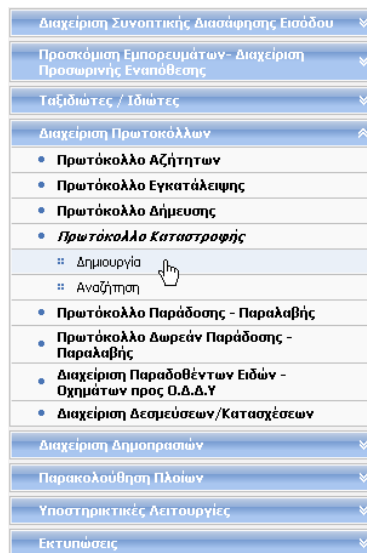 Διαχείριση Συνοπτικής Διασάφησης Εισόδου
Προσκόμιση Εμπορευμάτων- Διαχείριση
Προσωρινής Εναπόθεσης
Ταξιδιώτες / Ιδιώτες
Διαχείριση Πρωτοκόλλων
Πρωτόκολλο Αζήτητων
Πρωτόκολλο Εγκατάλειψης
Πρωτόκολλο Δήμευσης
Πρωτόκολλο Καταστροφής
Δημιουργία
Αναζήτηση
Πρωτόκολλο Παράδοσης - Παραλαβής
Πρωτόκολλο Δωρεάν Παράδοσης -
Παραλαβής
Διαχείριση Παραδοθέντων Ειδών -
Οχημάτων προς Ο.Δ.Δ.Υ
Διαχείριση Δεσμεύσεων/Κατασχέσεων
Διαχείριση Δημοπρασιών
Παρακολούθηση Πλοίων
Υποστηρικτικές Λειτουργίες
Εκτυπώσεις